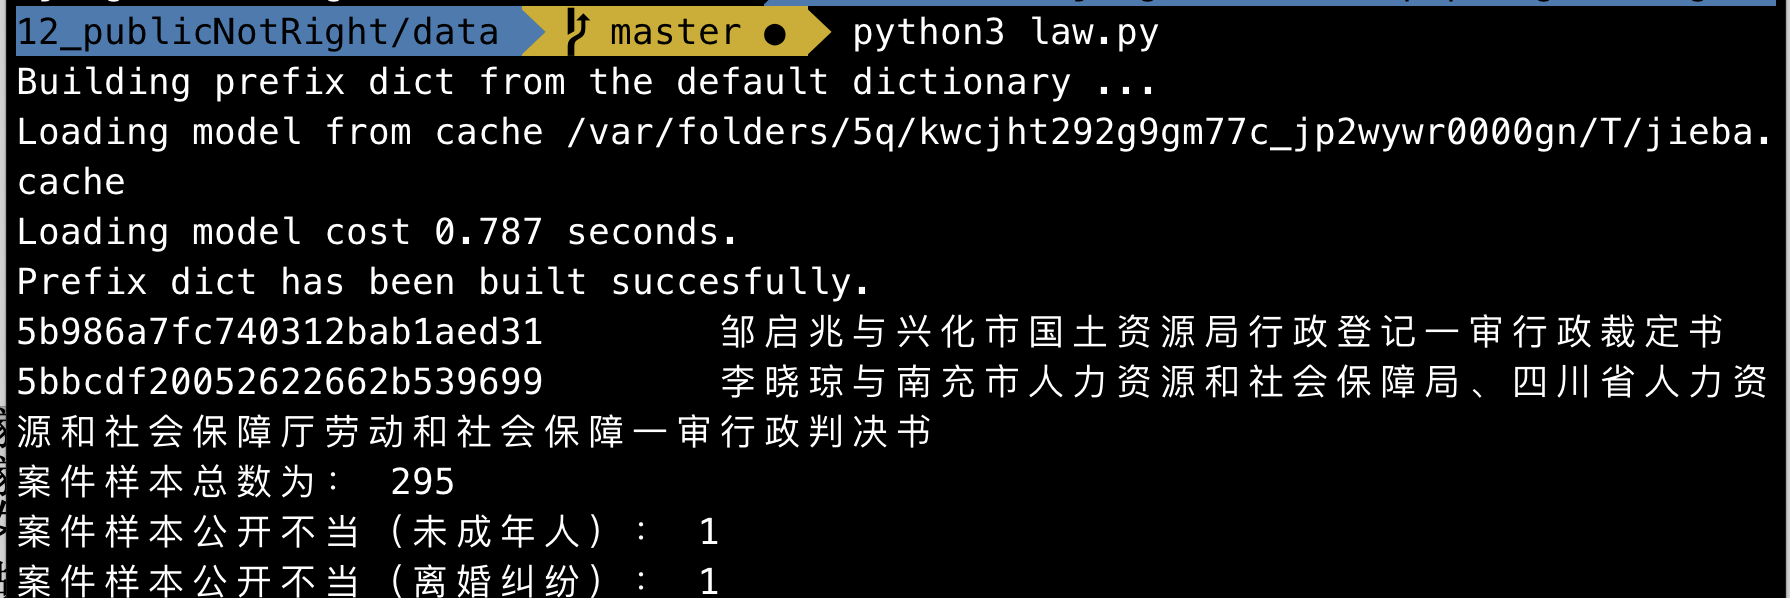 12_publicNotRight/data master ● python3 law.py
Building prefix dict from the default dictionary ...
Loading model from cache /var/folders/5q/kwcjht292g9gm77c_jp2wywr0000gn/T/jieba.
cache
Loading model cost 0.787 seconds.
Prefix dict has been built succesfully.
5b986a7fc740312bab1aed31 邹启兆与兴化市国土资源局行政登记一审行政裁定书
5bbcdf20052622662b539699 李晓琼与南充市人力资源和社会保障局、四川省人力资
源和社会保障厅劳动和社会保障一审行政判决书
案件样本总数为： 295
案件样本公开不当（未成年人）： 1
案件样本公开不当（离婚纠纷）： 1